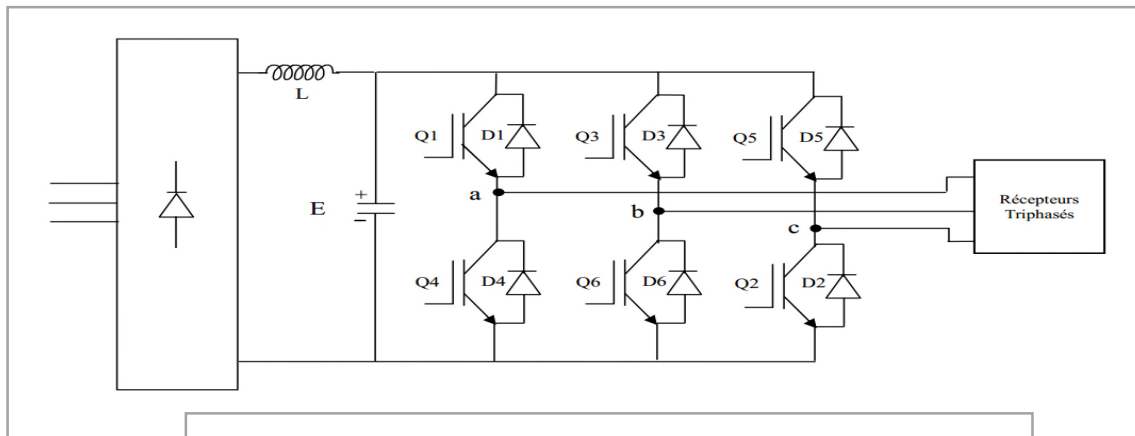 L
Q1
D1
Q3
D3
Q5
D5
E
+
−
a
b
c
Récepteurs
Triphasés
Q4
D4
Q6
D6
Q2
D2